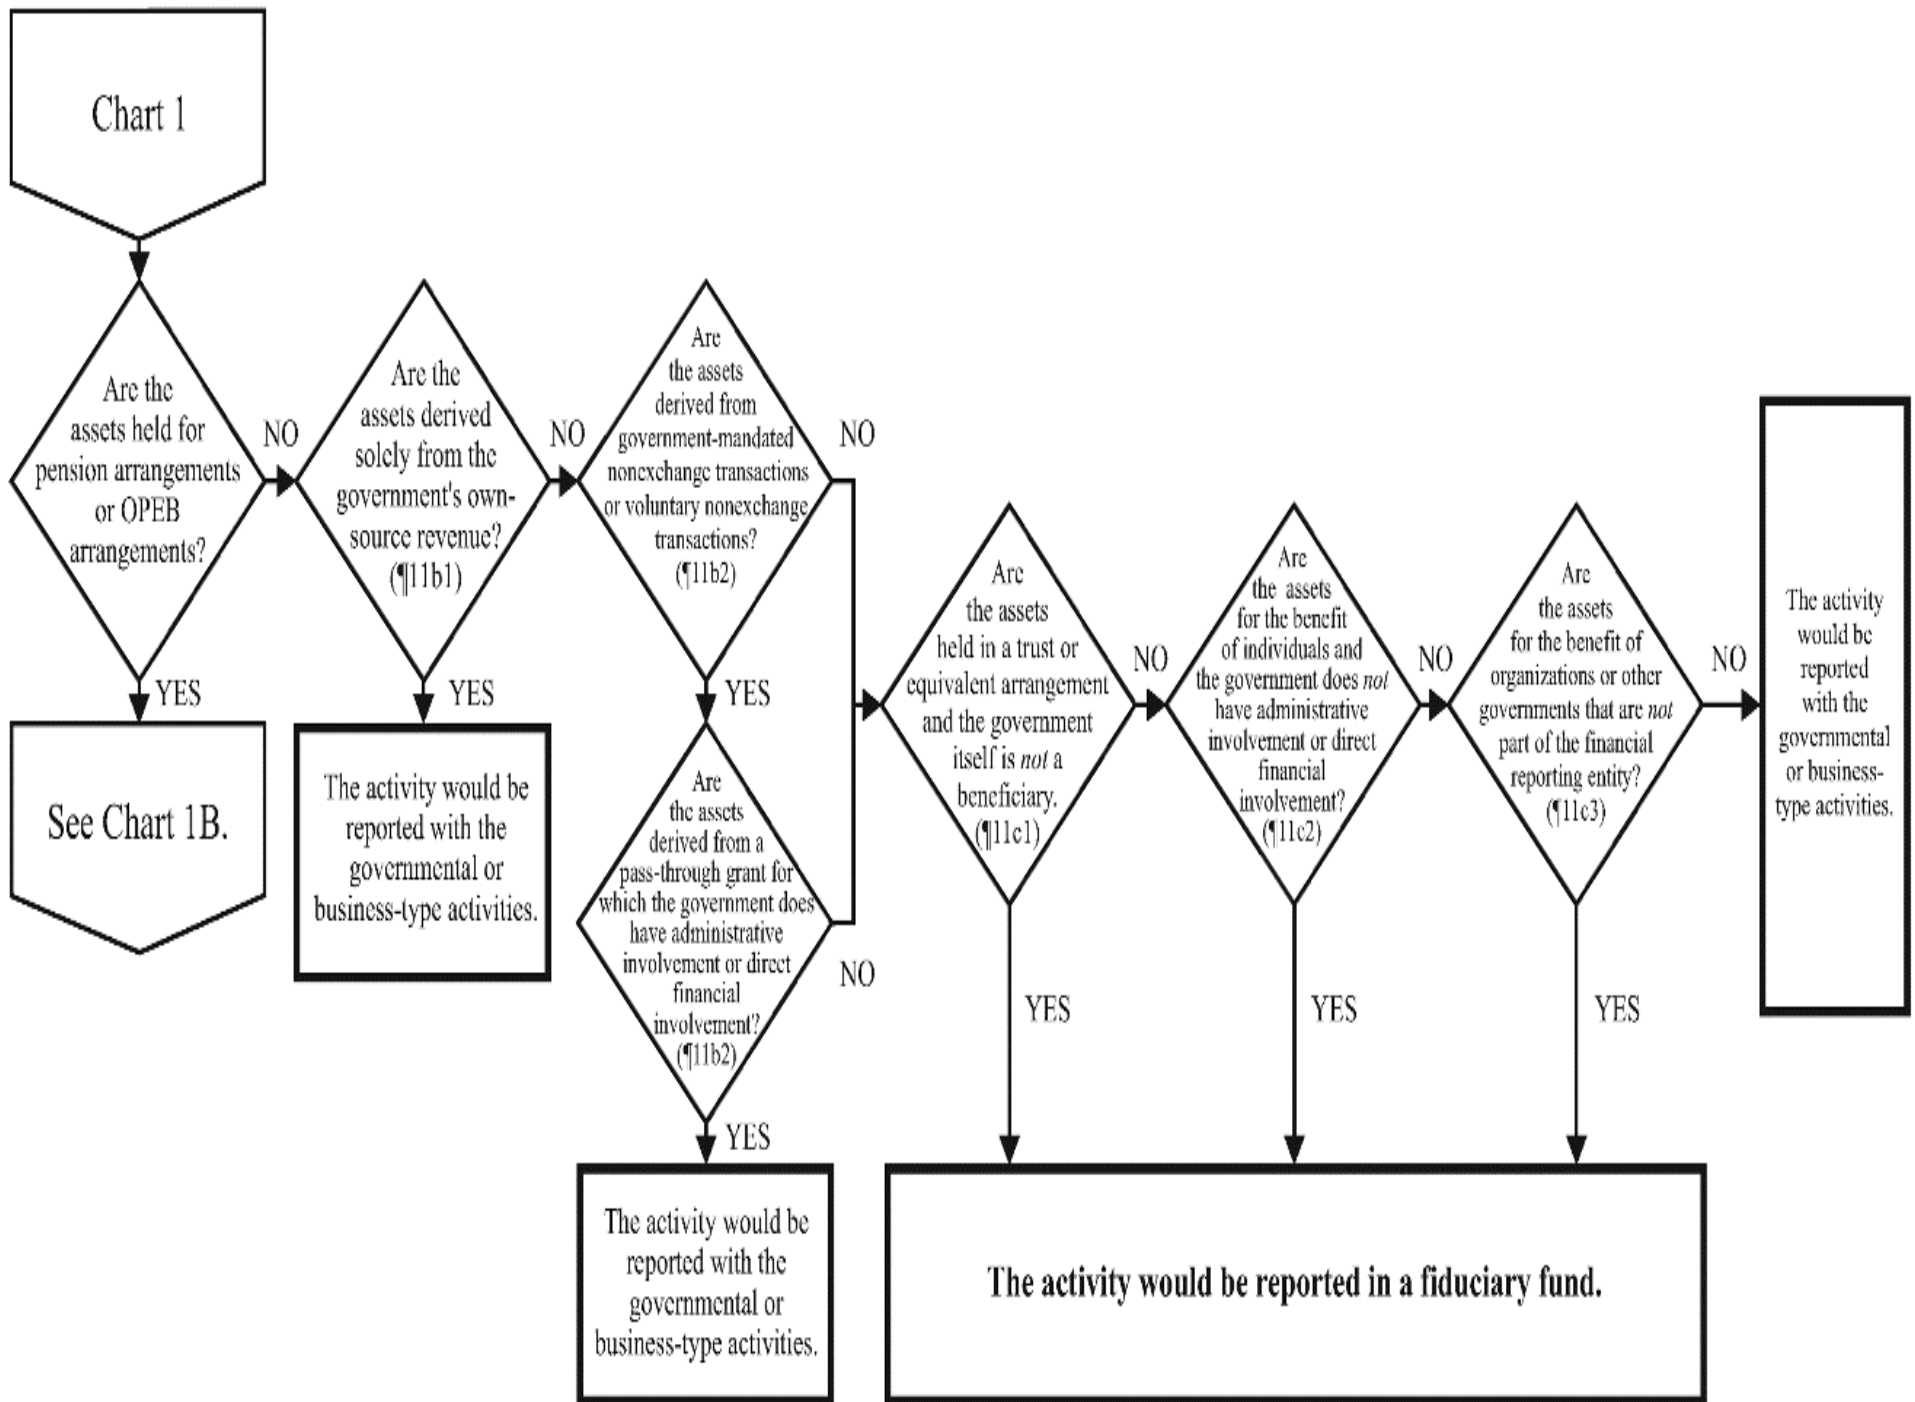 Chart 1
Are the
assets held for
pension arrangements
or OPEB
arrangements?
NO
YES
See Chart 1B.
Are the
assets derived
solely from the
government's own-
source revenue?
(¶11b1)
NO
YES
The activity would be
reported with the
governmental or
business-type activities.
Are
the assets
derived from
government-mandated
nonexchange transactions
or voluntary nonexchange
transactions?
(¶11b2)
NO
YES
Are
the assets
derived from a
pass-through grant for
which the government does
have administrative
involvement or direct
financial
involvement?
(¶11b2)
NO
YES
The activity would be
reported with the
governmental or
business-type activities.
Are
the assets
held in a trust or
equivalent arrangement
and the government
itself is not a
beneficiary.
(¶11c1)
NO
YES
Are
the assets
for the benefit
of individuals and
the government does not
have administrative
involvement or direct
financial
involvement?
(¶11c2)
NO
YES
Are
the assets
for the benefit of
organizations or other
governments that are not
part of the financial
reporting entity?
(¶11c3)
NO
YES
The activity
would be
reported
with the
governmental
or business-
type activities.
The activity would be reported in a fiduciary fund.